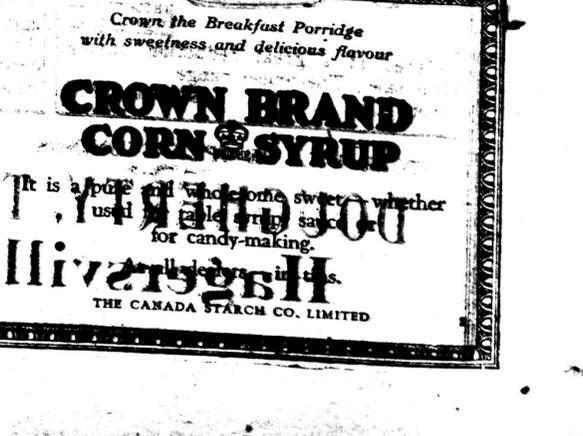 Crown the Breakfast Porridge
with sweetness and delicious flavour
CROWN BRAND
CORN SYRUP
It is a pure and wholesome sweet whether
used table syrup sauce or
for candy-making.
At all dealers in tins.
THE CANADA STARCH CO. LIMITED
DOUGHERTY, T
Hagersvill